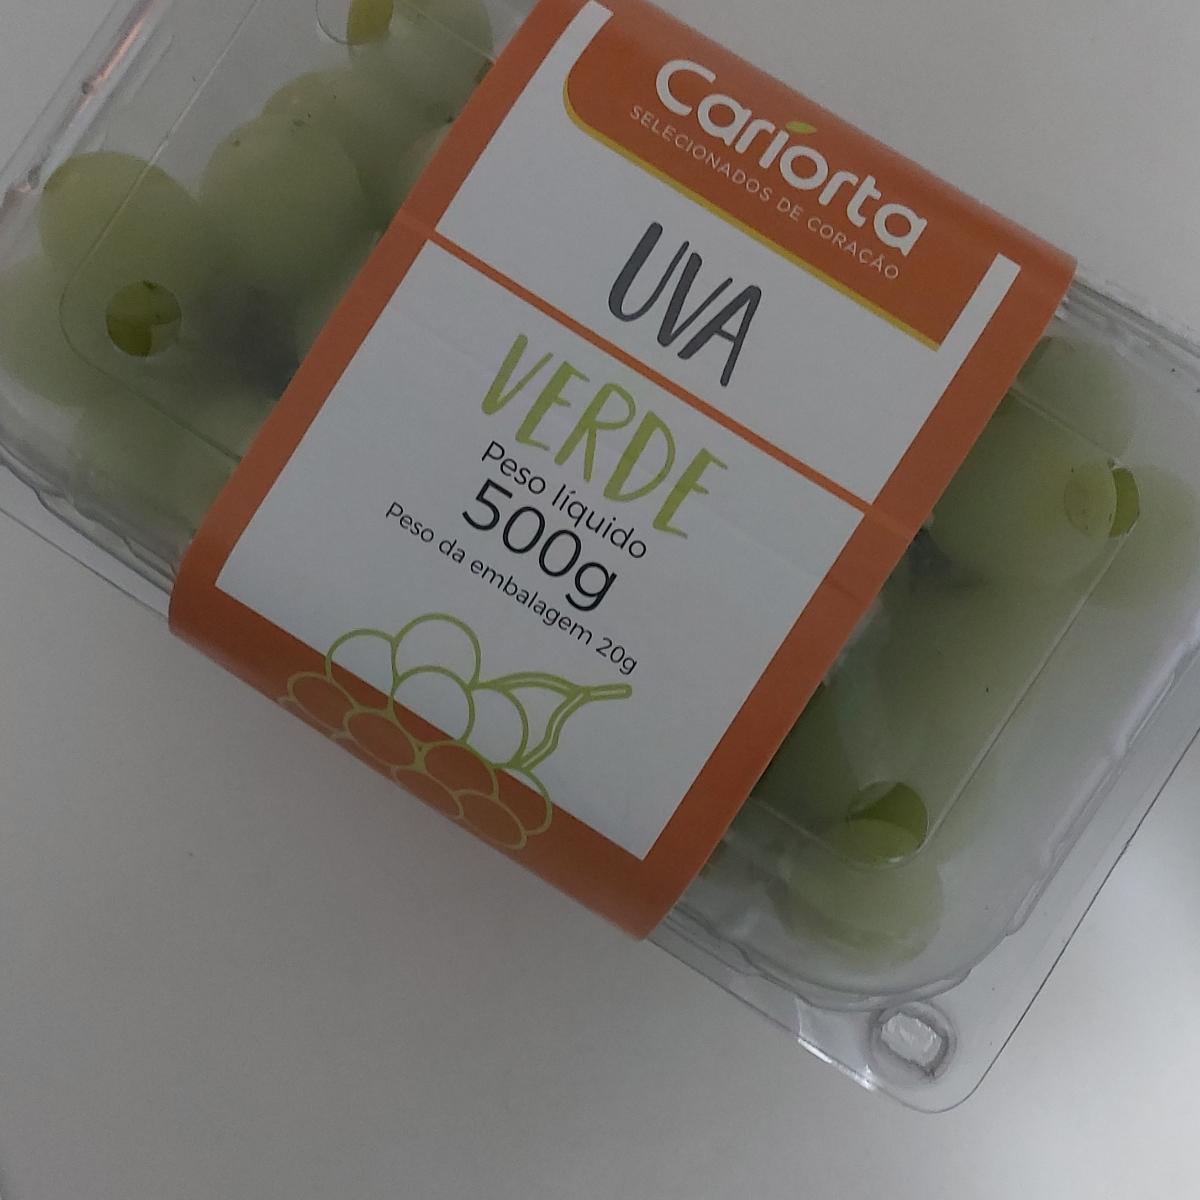 Cariorta
SELECIONADOS DE CORAÇÃO
UVA
VERDE
Peso líquido
500g
Peso da embalagem 20g